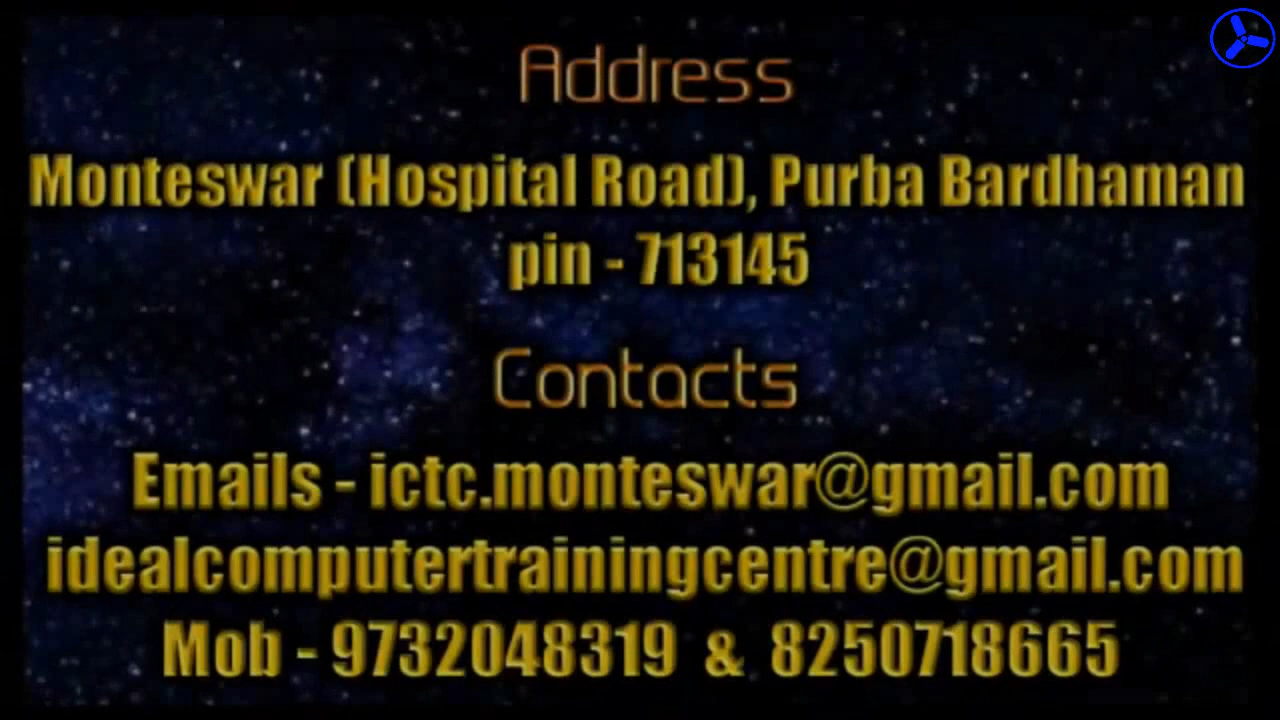 Address
Monteswar (Hospital Road), Purba Bardhaman
pin - 713145
Contacts
Emails - ictc.monteswar@gmail.com
idealcomputertrainingcentre@gmail.com
Mob - 9732048319 & 8250718665